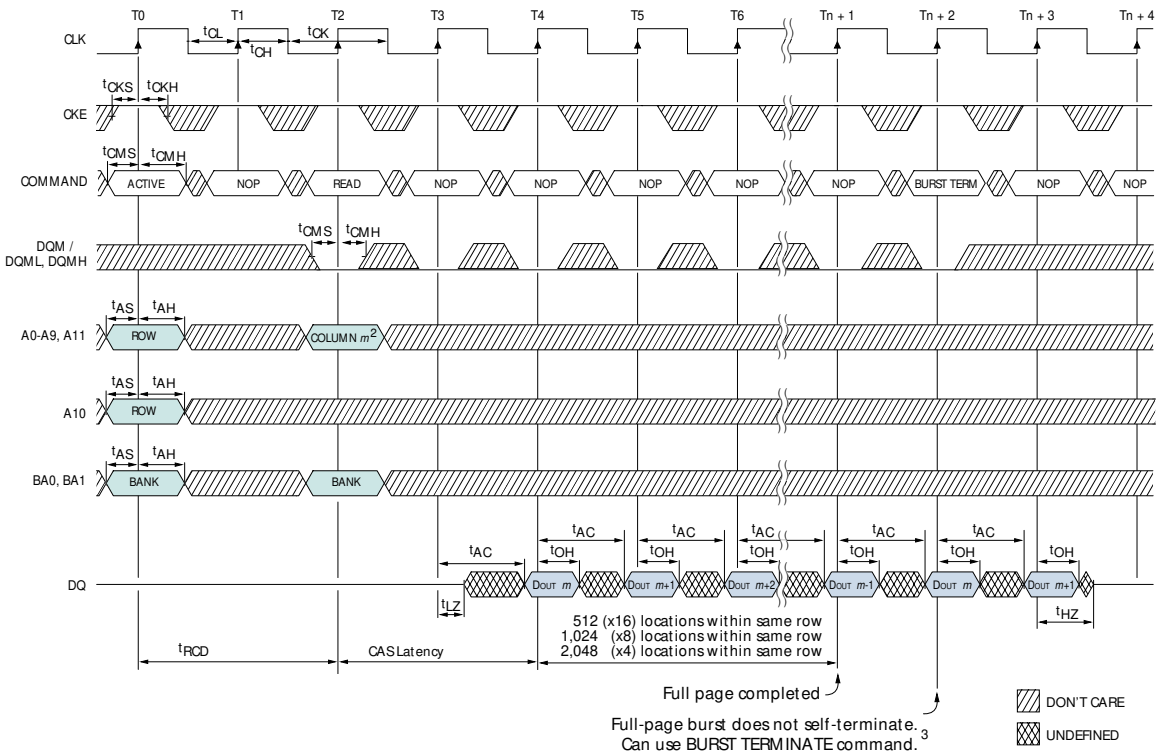 T0 T1 T2 T3 T4 T5 T6 Tn + 1 Tn + 2 Tn + 3 Tn + 4
CLK
tCL tCH tCK
CKE
tCKS tCKH
COMMAND
tCMS tCMH
ACTIVE NOP READ NOP NOP NOP NOP NOP BURST TERM NOP NOP
DQM /
DQML, DQMH
tCMS tCMH
A0-A9, A11
tAS tAH
ROW COLUMN m2
A10
tAS tAH
ROW
BA0, BA1
tAS tAH
BANK BANK
DQ
tAC tAC tAC tAC tAC tAC
tOH tOH tOH tOH tOH tOH
DOUT m DOUT m+1 DOUT m+2 DOUT m-1 DOUT m DOUT m+1
tLZ
tHZ
512 (x16) locations within same row
1,024 (x8) locations within same row
2,048 (x4) locations within same row
tRCD CAS Latency
Full page completed
Full-page burst does not self-terminate. 3
Can use BURST TERMINATE command.
DON'T CARE
UNDEFINED